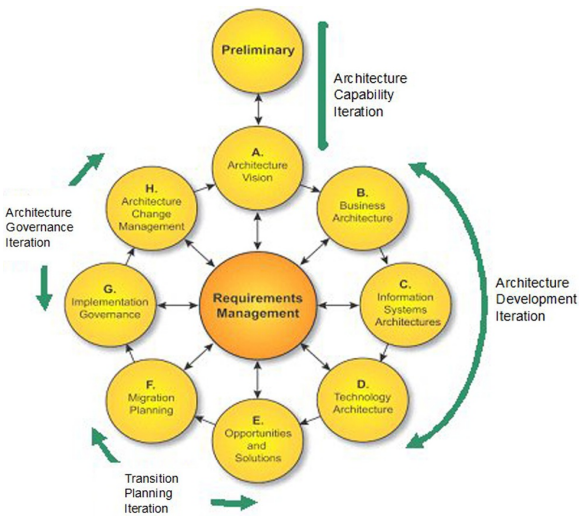 Preliminary
Architecture
Capability
Iteration
A.
Architecture
Vision
H.
Architecture
Change
Management
B.
Business
Architecture
Architecture
Governance
Iteration
G.
Implementation
Governance
Requirements
Management
C.
Information
Systems
Architectures
Architecture
Development
Iteration
F.
Migration
Planning
D.
Technology
Architecture
E.
Opportunities
and
Solutions
Transition
Planning
Iteration